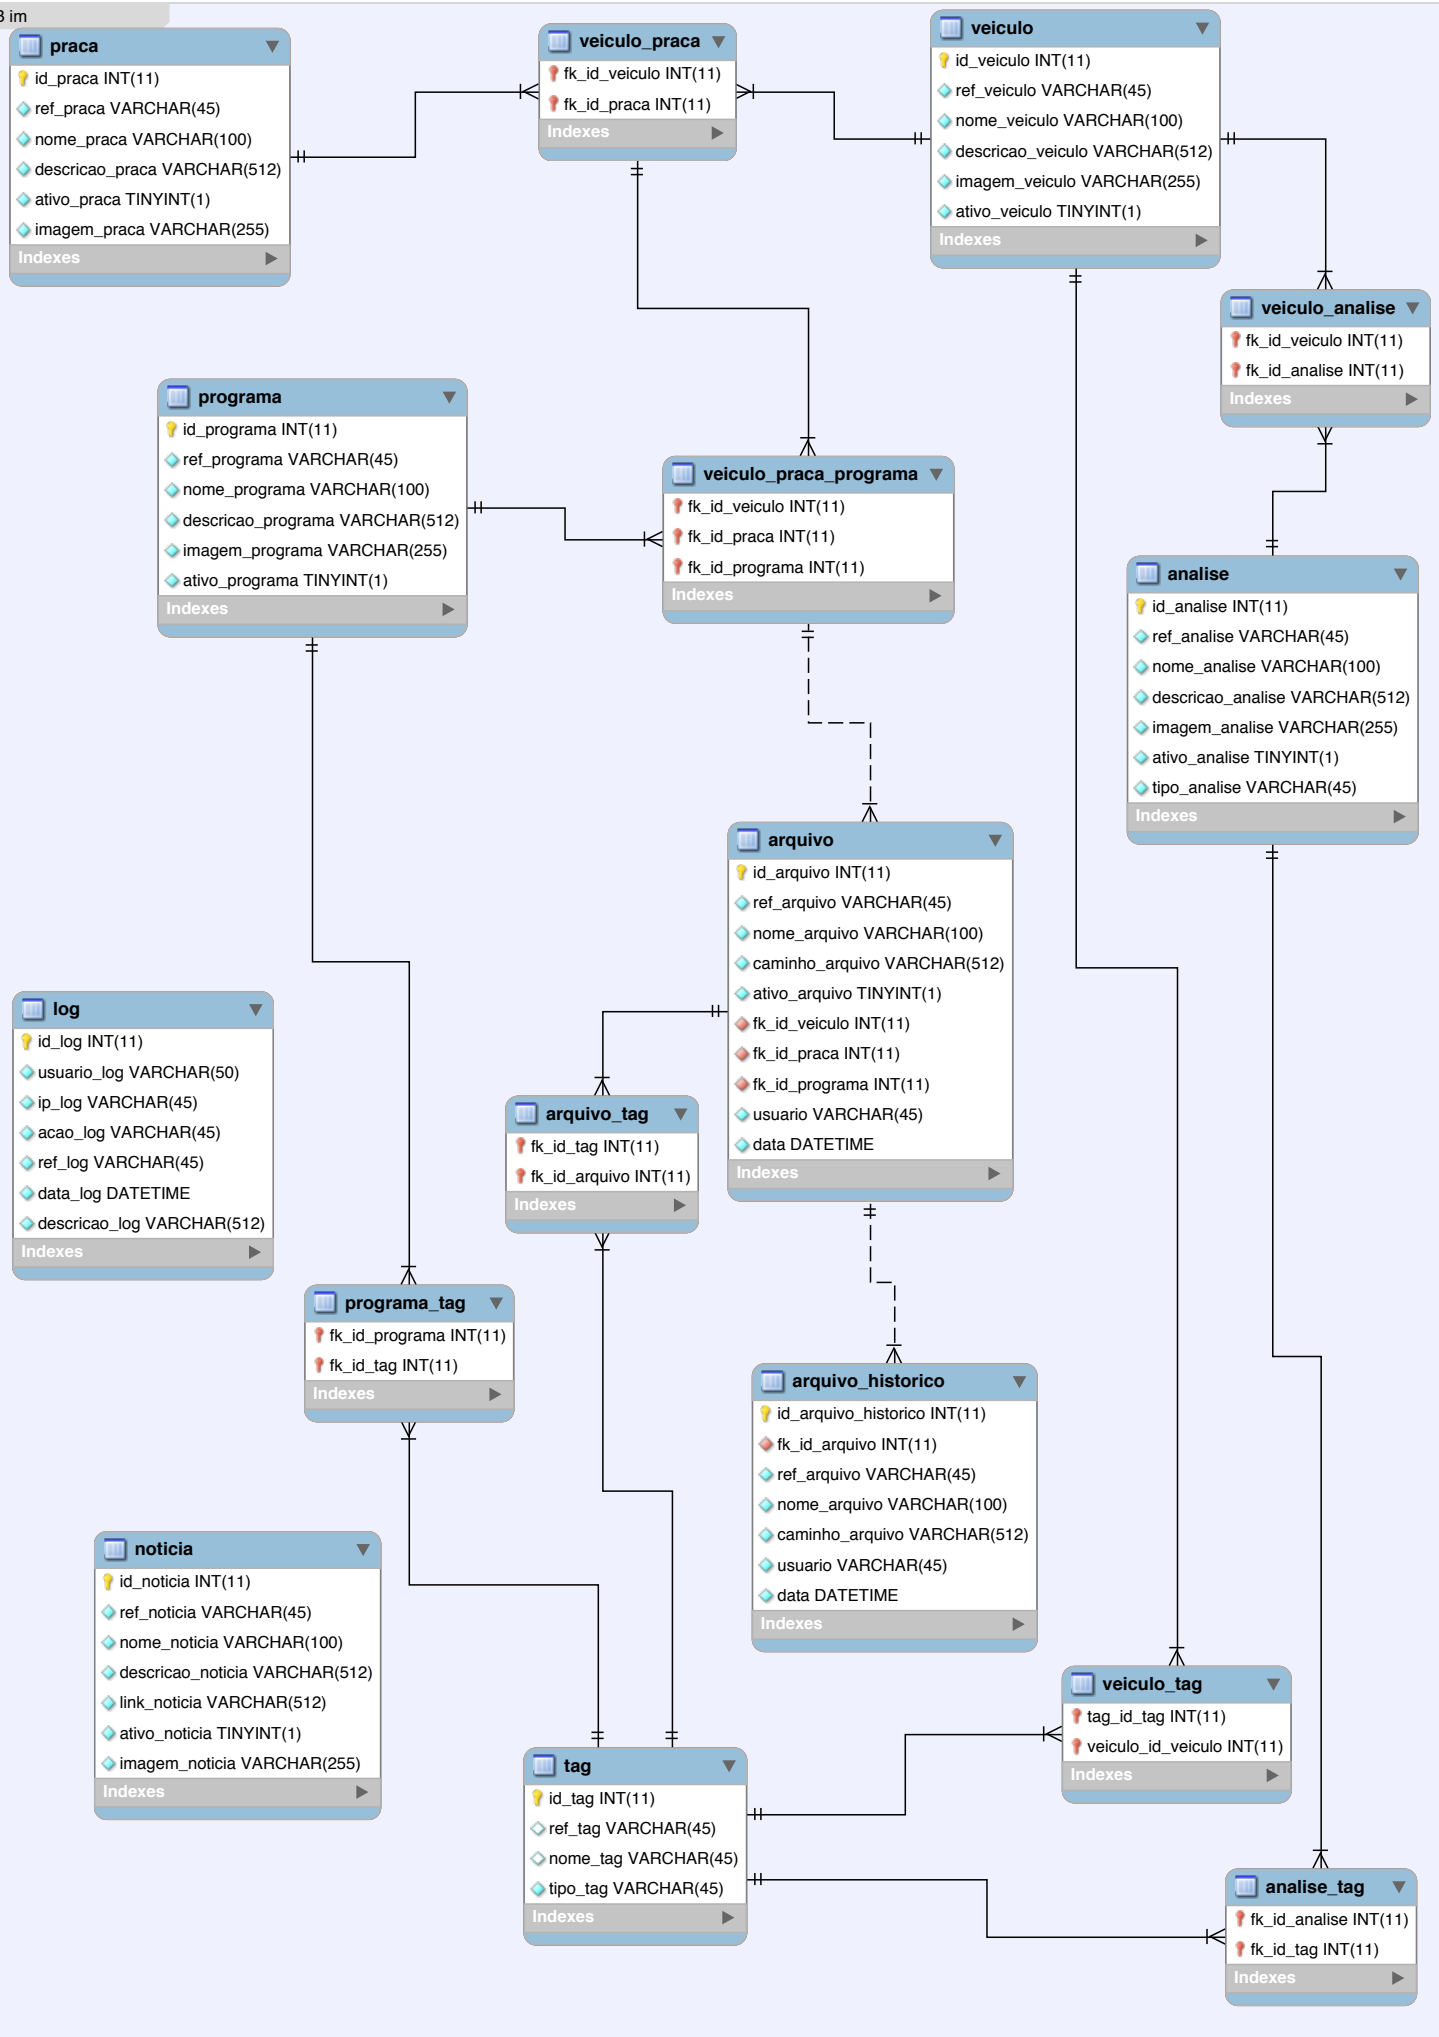 3 im
praca
id_praca INT(11)
ref_praca VARCHAR(45)
nome_praca VARCHAR(100)
descricao_praca VARCHAR(512)
ativo_praca TINYINT(1)
imagem_praca VARCHAR(255)
Indexes
veiculo_praca
fk_id_veiculo INT(11)
fk_id_praca INT(11)
Indexes
veiculo
id_veiculo INT(11)
ref_veiculo VARCHAR(45)
nome_veiculo VARCHAR(100)
descricao_veiculo VARCHAR(512)
imagem_veiculo VARCHAR(255)
ativo_veiculo TINYINT(1)
Indexes
veiculo_analise
fk_id_veiculo INT(11)
fk_id_analise INT(11)
Indexes
programa
id_programa INT(11)
ref_programa VARCHAR(45)
nome_programa VARCHAR(100)
descricao_programa VARCHAR(512)
imagem_programa VARCHAR(255)
ativo_programa TINYINT(1)
Indexes
veiculo_praca_programa
fk_id_veiculo INT(11)
fk_id_praca INT(11)
fk_id_programa INT(11)
Indexes
analise
id_analise INT(11)
ref_analise VARCHAR(45)
nome_analise VARCHAR(100)
descricao_analise VARCHAR(512)
imagem_analise VARCHAR(255)
ativo_analise TINYINT(1)
tipo_analise VARCHAR(45)
Indexes
arquivo
id_arquivo INT(11)
ref_arquivo VARCHAR(45)
nome_arquivo VARCHAR(100)
caminho_arquivo VARCHAR(512)
ativo_arquivo TINYINT(1)
fk_id_veiculo INT(11)
fk_id_praca INT(11)
fk_id_programa INT(11)
usuario VARCHAR(45)
data DATETIME
Indexes
log
id_log INT(11)
usuario_log VARCHAR(50)
ip_log VARCHAR(45)
acao_log VARCHAR(45)
ref_log VARCHAR(45)
data_log DATETIME
descricao_log VARCHAR(512)
Indexes
arquivo_tag
fk_id_tag INT(11)
fk_id_arquivo INT(11)
Indexes
programa_tag
fk_id_programa INT(11)
fk_id_tag INT(11)
Indexes
arquivo_historico
id_arquivo_historico INT(11)
fk_id_arquivo INT(11)
ref_arquivo VARCHAR(45)
nome_arquivo VARCHAR(100)
caminho_arquivo VARCHAR(512)
usuario VARCHAR(45)
data DATETIME
Indexes
noticia
id_noticia INT(11)
ref_noticia VARCHAR(45)
nome_noticia VARCHAR(100)
descricao_noticia VARCHAR(512)
link_noticia VARCHAR(512)
ativo_noticia TINYINT(1)
imagem_noticia VARCHAR(255)
Indexes
veiculo_tag
tag_id_tag INT(11)
veiculo_id_veiculo INT(11)
Indexes
tag
id_tag INT(11)
ref_tag VARCHAR(45)
nome_tag VARCHAR(45)
tipo_tag VARCHAR(45)
Indexes
analise_tag
fk_id_analise INT(11)
fk_id_tag INT(11)
Indexes